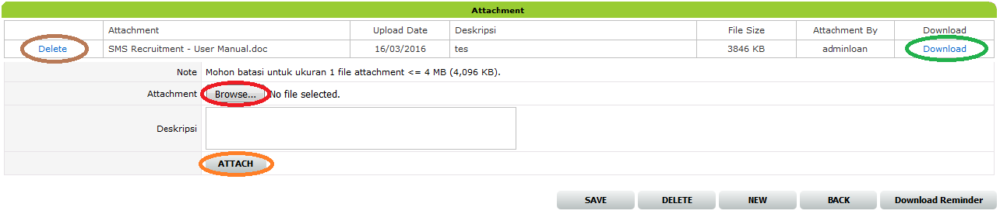 Attachment
Attachment Upload Date Deskripsi File Size Attachment By Download
Delete SMS Recruitment - User Manual.doc 16/03/2016 tes 3846 KB adminloan Download
Note Mohon batasi untuk ukuran 1 file attachment <= 4 MB (4,096 KB).
Attachment Browse... No file selected.
Deskripsi
ATTACH
SAVE DELETE NEW BACK Download Reminder